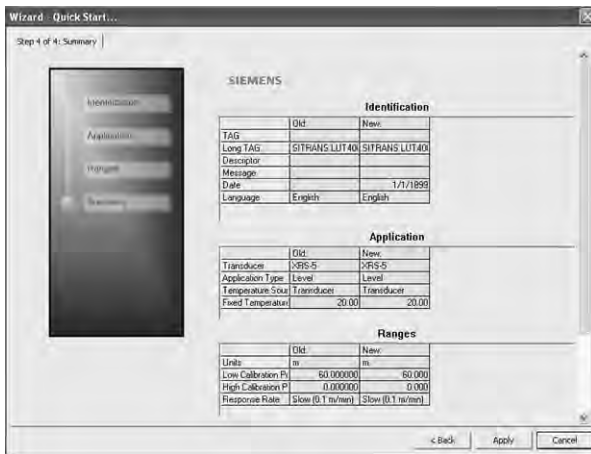 Wizard - Quick Start...
Step 4 of 4: Summary
Identification
Application
Ranges
Summary
SIEMENS
Identification
Old: New:
TAG
Long TAG SITRANS LUT40 SITRANS LUT40
Descriptor
Message
Date 1/1/1899
Language English English
Application
Old: New:
Transducer XRS-5 XRS-5
Application Type Level Level
Temperature Sour Transducer Transducer
Fixed Temperature 20.00 20.00
Ranges
Old: New:
Units m m
Low Calibration P 60.000000 60.000
High Calibration P 0.000000 0.000
Response Rate Slow (0.1 m/min) Slow (0.1 m/min)
< Back Apply Cancel